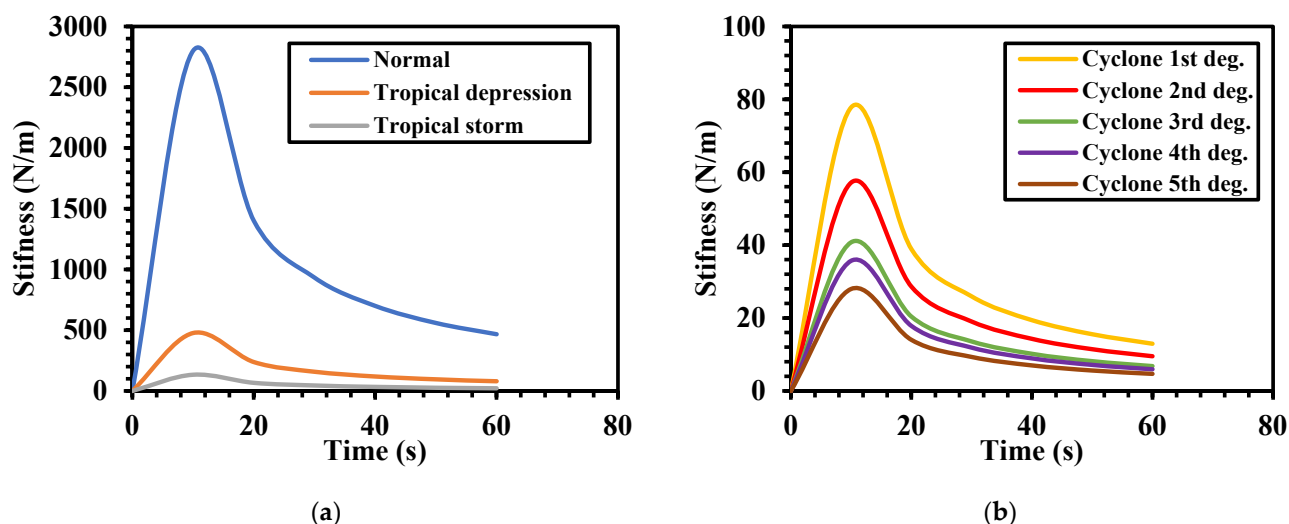 3000
2500
2000
1500
1000
500
0
Stifness (N/m)
Normal
Tropical depression
Tropical storm
0 20 40 60 80
Time (s)
(a)
100
80
60
40
20
0
Stiffness (N/m)
Cyclone 1st deg.
Cyclone 2nd deg.
Cyclone 3rd deg.
Cyclone 4th deg.
Cyclone 5th deg.
0 20 40 60 80
Time (s)
(b)